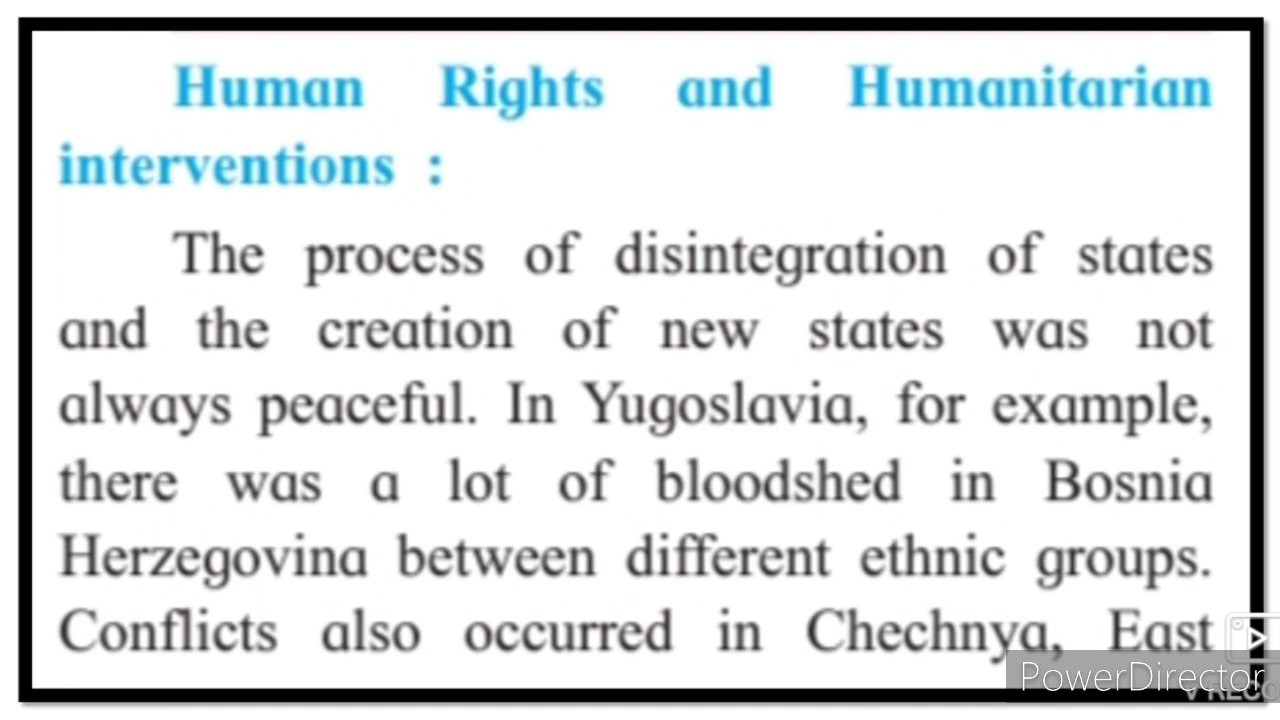 Human Rights and Humanitarian
interventions :
The process of disintegration of states
and the creation of new states was not
always peaceful. In Yugoslavia, for example,
there was a lot of bloodshed in Bosnia
Herzegovina between different ethnic groups.
Conflicts also occurred in Chechnya, East
PowerDirector